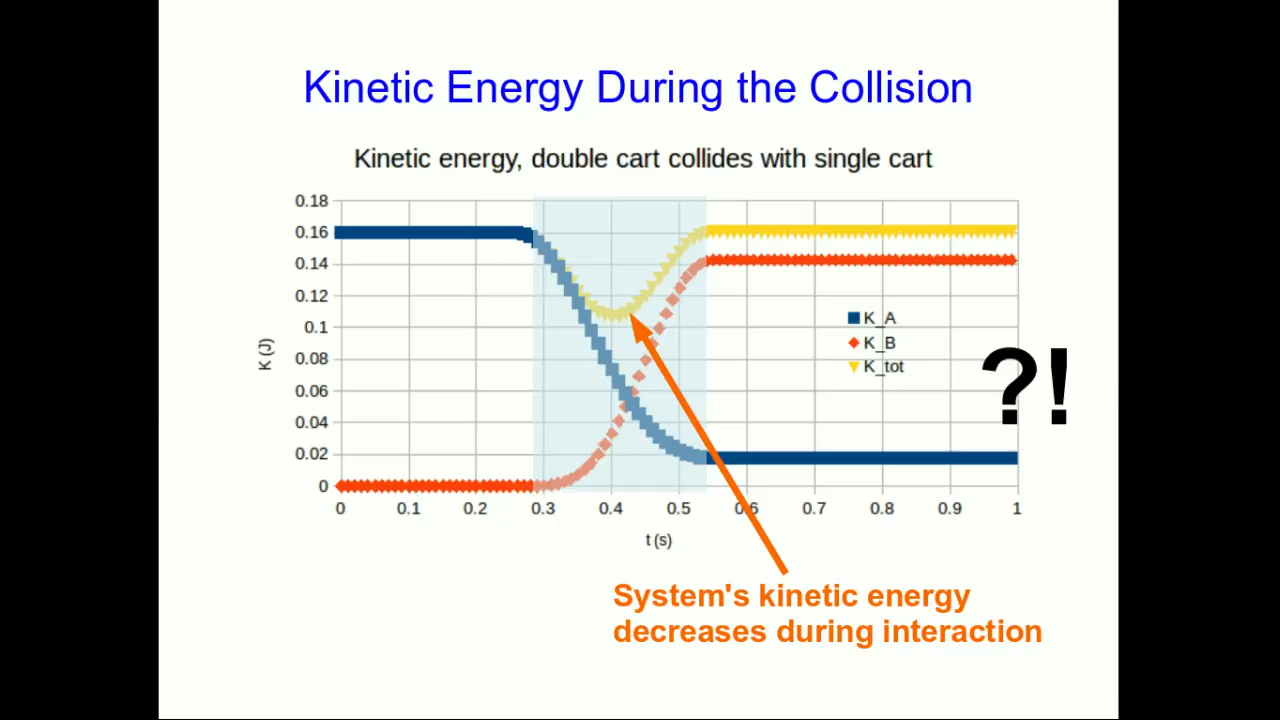 Kinetic Energy During the Collision
Kinetic energy, double cart collides with single cart
0.18
0.16
0.14
0.12
0.1
0.08
0.06
0.04
0.02
0
K (J)
K_A
K_B
K_tot
?!
0 0.1 0.2 0.3 0.4 0.5 0.6 0.7 0.8 0.9 1
t (s)
System's kinetic energy
decreases during interaction